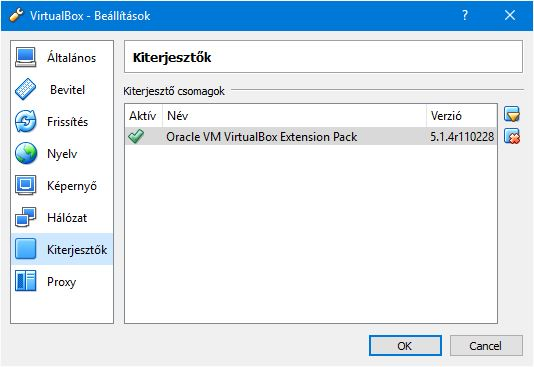 VirtualBox - Beállítások
?
Általános
Bevitel
Frissítés
Nyelv
Képernyő
Hálózat
Kiterjesztők
Proxy
Kiterjesztők
Kiterjesztő csomagok
Aktív Név Verzió
Oracle VM VirtualBox Extension Pack 5.1.4r110228
OK Cancel